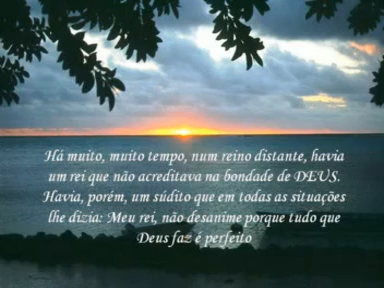 Há muito, muito tempo, num reino distante, havia
um rei que não acreditava na bondade de DEUS.
Havia, porém, um súdito que em todas as situações
lhe dizia: Meu rei, não desanime porque tudo que
Deus faz é perfeito